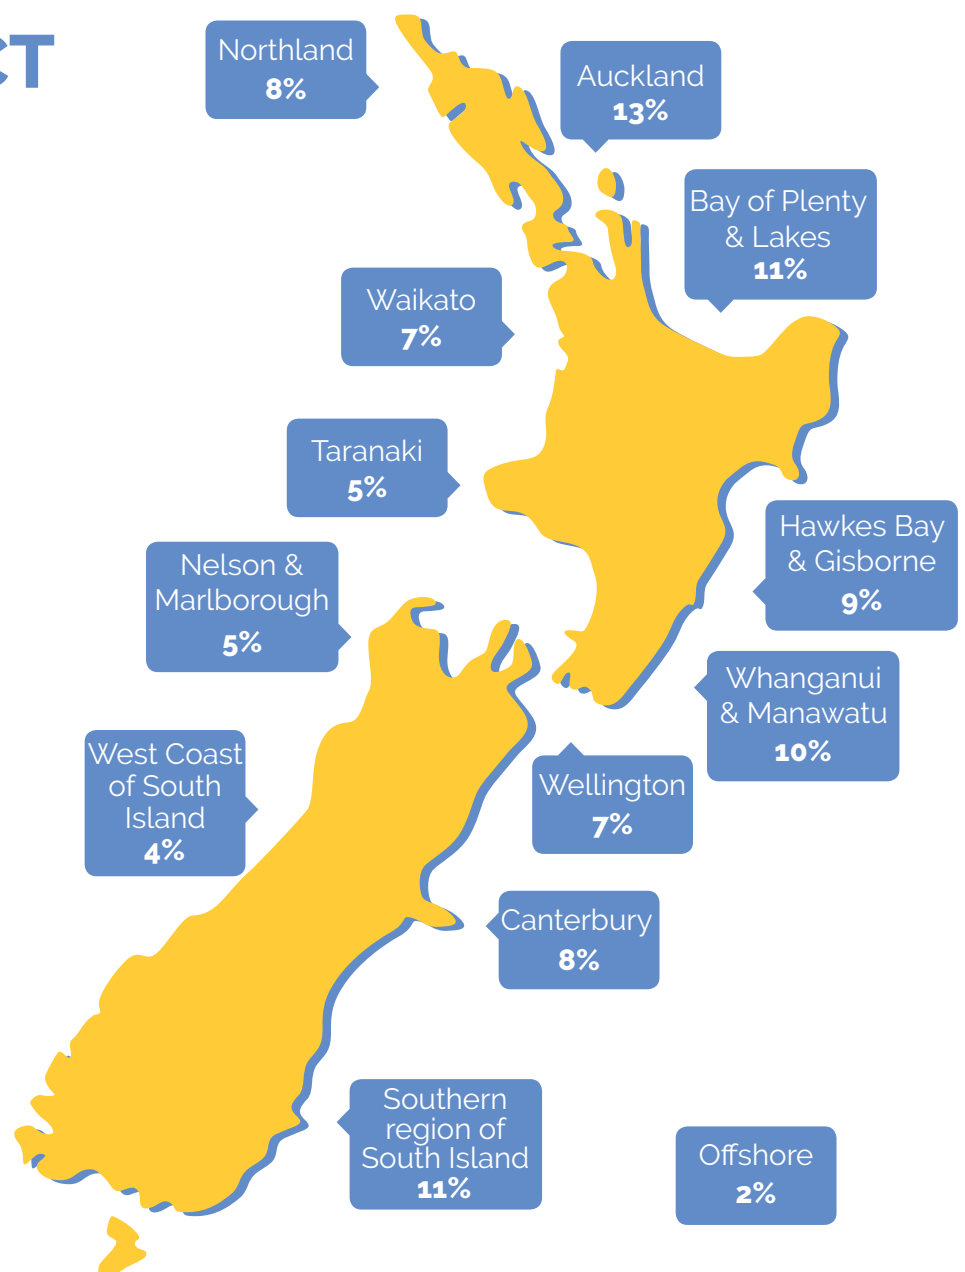 CT
Northland
8%
Auckland
13%
Bay of Plenty
& Lakes
11%
Waikato
7%
Taranaki
5%
Hawkes Bay
& Gisborne
9%
Nelson &
Marlborough
5%
Whanganui
& Manawatu
10%
West Coast
of South
Island
4%
Wellington
7%
Canterbury
8%
Southern
region of
South Island
11%
Offshore
2%